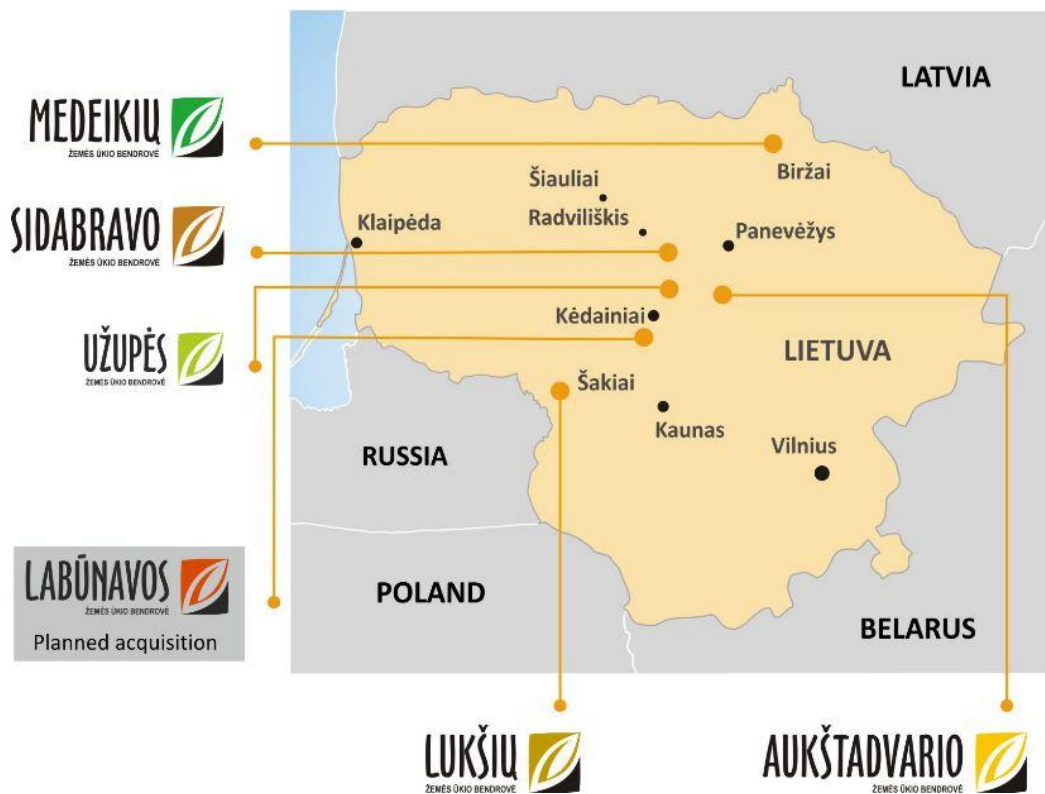 LATVIA
MEDEIKIŲ
ŽEMĖS ŪKIO BENDROVĖ
Biržai
Šiauliai
Radviliškis
SIDABRAVO
ŽEMĖS ŪKIO BENDROVĖ
Klaipėda
Panevėžys
Kėdainiai
UŽUPĖS
ŽEMĖS ŪKIO BENDROVĖ
LIETUVA
Šakiai
Kaunas
Vilnius
RUSSIA
LABŪNAVOS
ŽEMĖS ŪKIO BENDROVĖ
Planned acquisition
POLAND
BELARUS
LUKŠIŲ
ŽEMĖS ŪKIO BENDROVĖ
AUKŠTADVARIO
ŽEMĖS ŪKIO BENDROVĖ